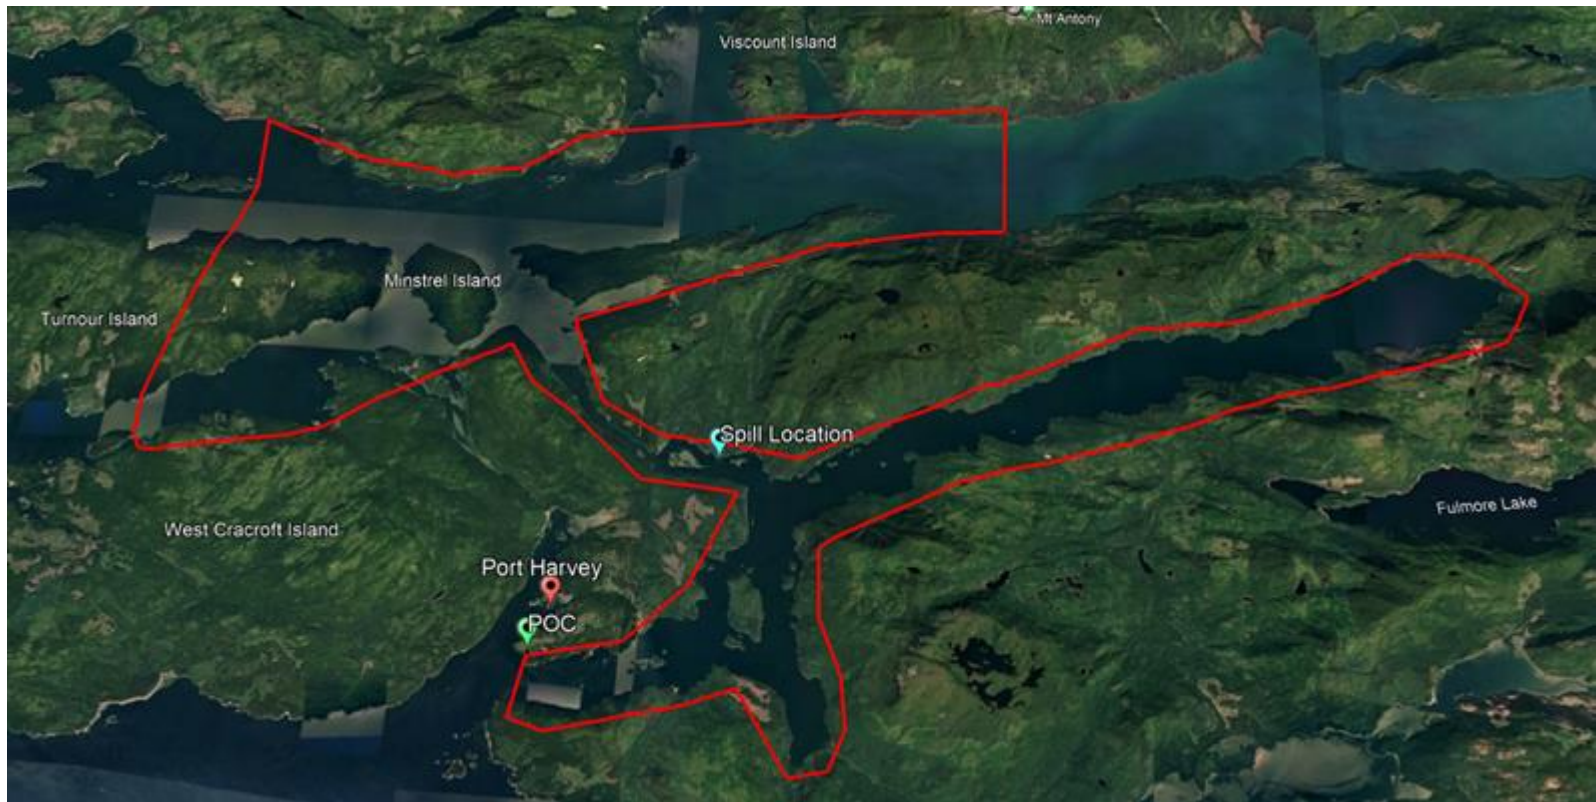 Mt Antony
Viscount Island
Minstrel Island
Turnour Island
Spill Location
Fulmore Lake
West Cracroft Island
Port Harvey
POC